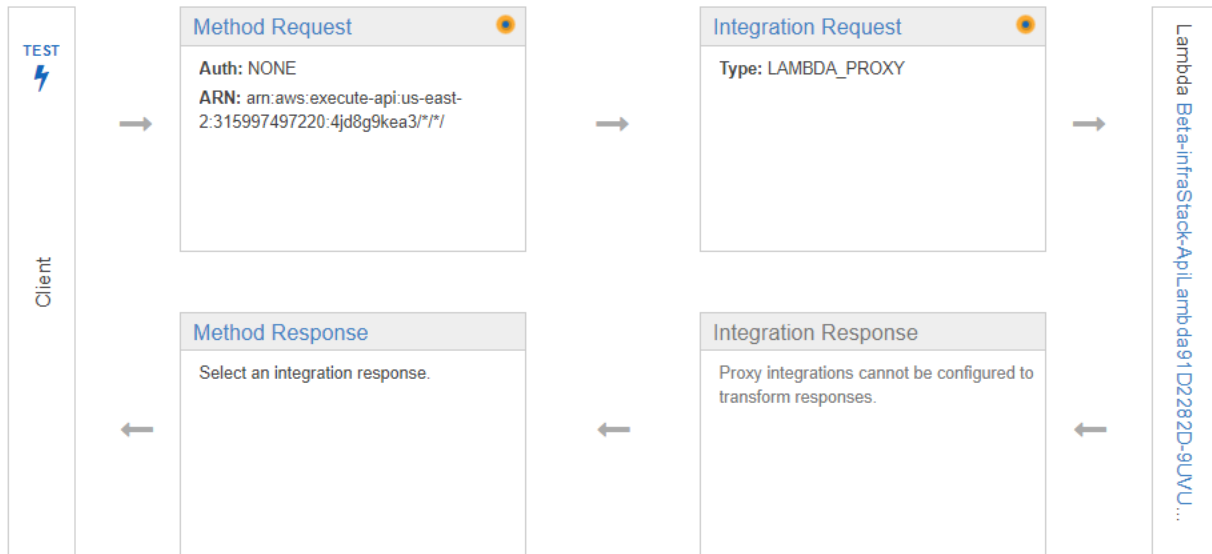 TEST
Client
Method Request
Auth: NONE
ARN: arn:aws:execute-api:us-east-
2:315997497220:4jd8g9kea3/*/*/
Integration Request
Type: LAMBDA_PROXY
Lambda Beta-infraStack-ApiLambda91D2282D-9UVU...
Method Response
Select an integration response.
Integration Response
Proxy integrations cannot be configured to
transform responses.